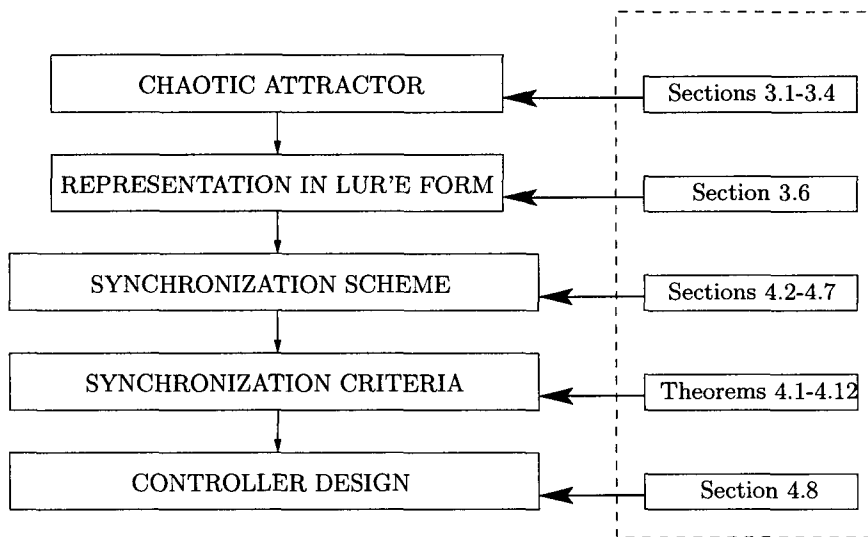 CHAOTIC ATTRACTOR
Sections 3.1-3.4
REPRESENTATION IN LUR'E FORM
Section 3.6
SYNCHRONIZATION SCHEME
Sections 4.2-4.7
SYNCHRONIZATION CRITERIA
Theorems 4.1-4.12
CONTROLLER DESIGN
Section 4.8